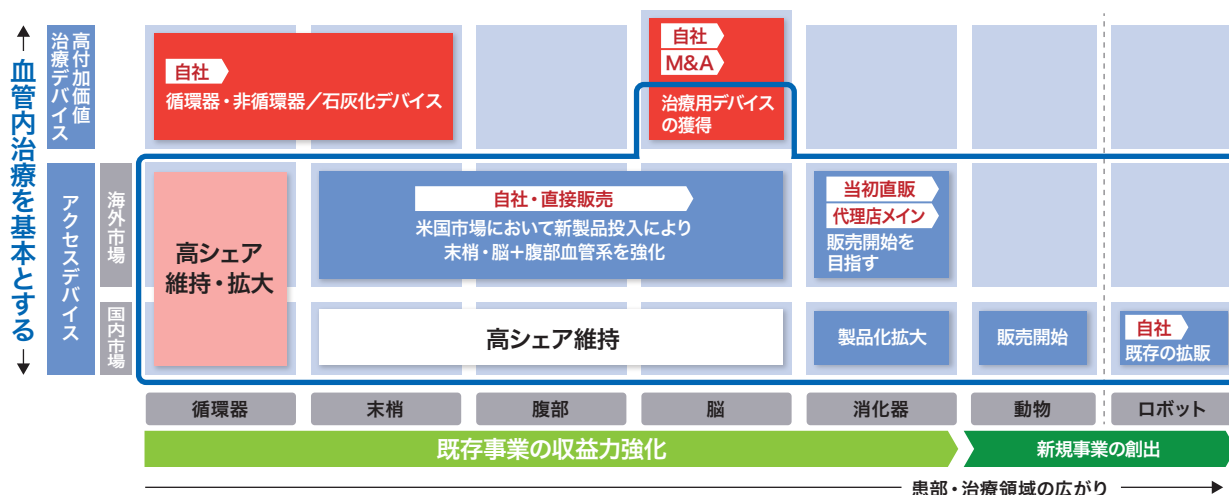 血管内治療を基本とする
高付加価値
治療デバイス
自社
循環器・非循環器／石灰化デバイス
自社
M&A
治療用デバイス
の獲得
アクセスデバイス
海外市場
高シェア
維持・拡大
自社・直接販売
米国市場において新製品投入により
末梢・脳＋腹部血管系を強化
当初直販
代理店メイン
販売開始を
目指す
国内市場
高シェア維持
製品化拡大
販売開始
自社
既存の拡販
循環器
末梢
腹部
脳
消化器
動物
ロボット
既存事業の収益力強化
新規事業の創出
患部・治療領域の広がり